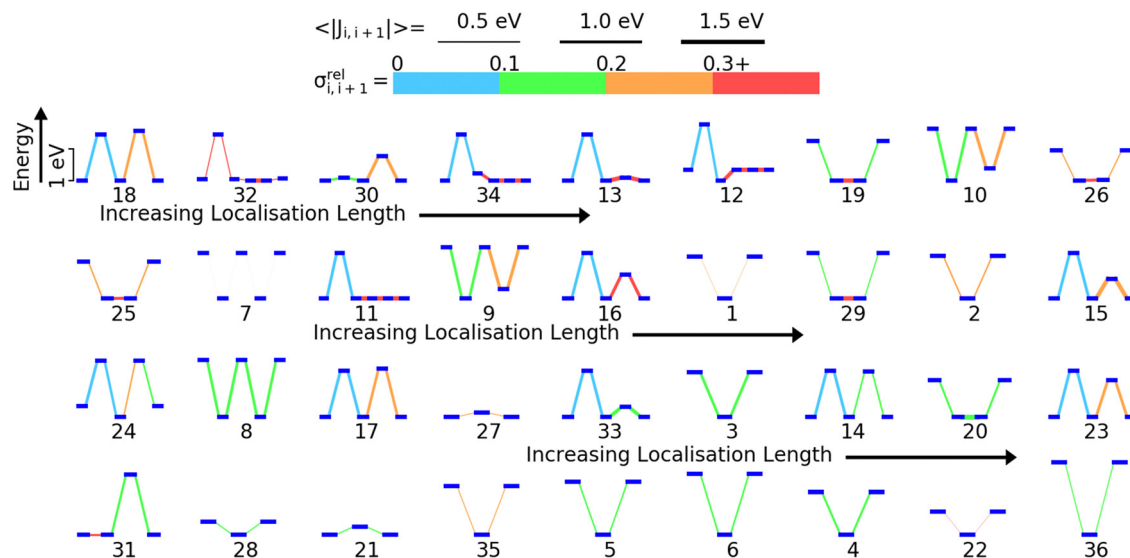 <|J i, i + 1|>= 0.5 eV 1.0 eV 1.5 eV
0 0.1 0.2 0.3+
σ rel i, i + 1 =
Energy
1 eV
18 32 30 34 13 12 19 10 26
Increasing Localisation Length
25 7 11 9 16 1 29 2 15
Increasing Localisation Length
24 8 17 27 33 3 14 20 23
Increasing Localisation Length
31 28 21 35 5 6 4 22 36